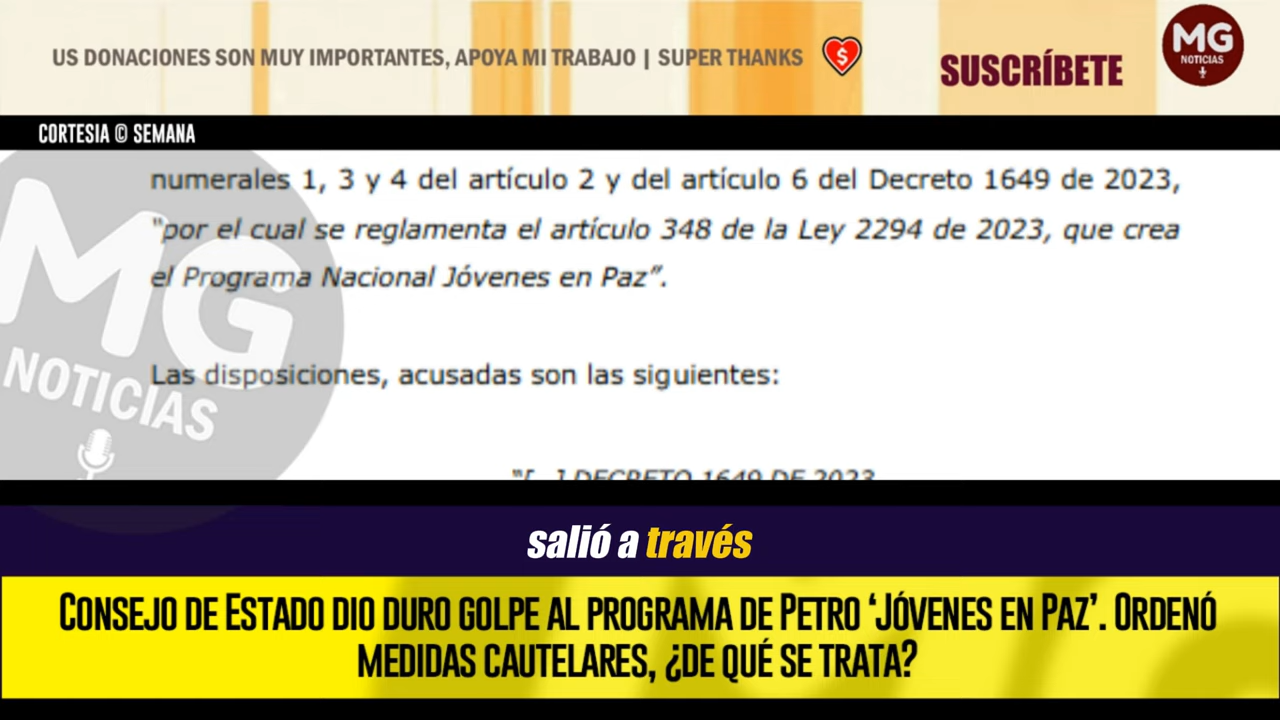 US DONACIONES SON MUY IMPORTANTES, APOYA MI TRABAJO | SUPER THANKS
SUSCRÍBETE
MG
NOTICIAS
CORTESIA © SEMANA
numerales 1, 3 y 4 del artículo 2 y del artículo 6 del Decreto 1649 de 2023,
"por el cual se reglamenta el artículo 348 de la Ley 2294 de 2023, que crea
el Programa Nacional Jóvenes en Paz".
MG
NOTICIAS
Las disposiciones, acusadas son las siguientes:
"[...] DECRETO 1649 DE 2023
salió a través
CONSEJO DE ESTADO DIO DURO GOLPE AL PROGRAMA DE PETRO ‘JÓVENES EN PAZ’. ORDENÓ
MEDIDAS CAUTELARES, ¿DE QUÉ SE TRATA?